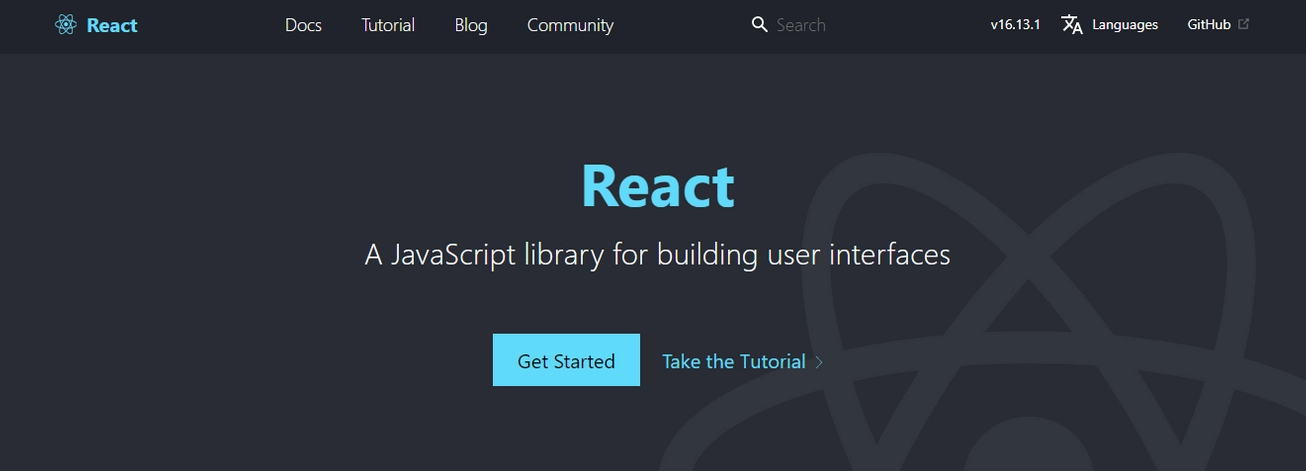 React Docs Tutorial Blog Community Search v16.13.1 Languages GitHub
React
A JavaScript library for building user interfaces
Get Started Take the Tutorial